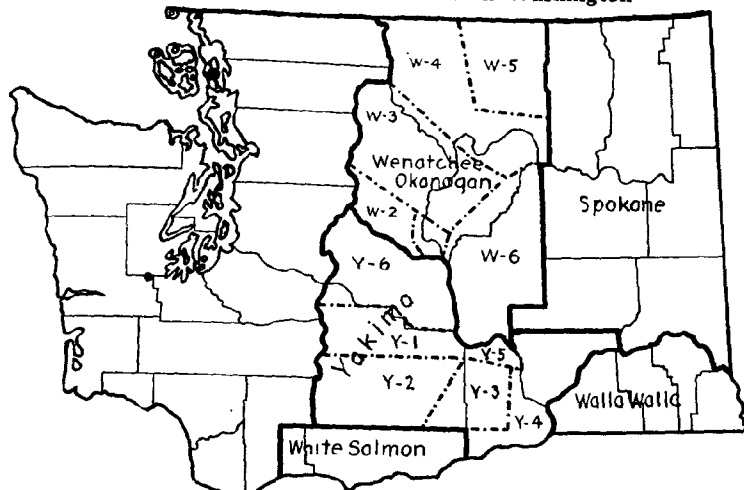 Washington
W-4
W-5
W-3
Wenatchee
Okanagan
Spokane
W-2
W-6
Y-6
Yakima
Y-1
Y-5
Y-2
Y-3
Walla Walla
Y-4
White Salmon